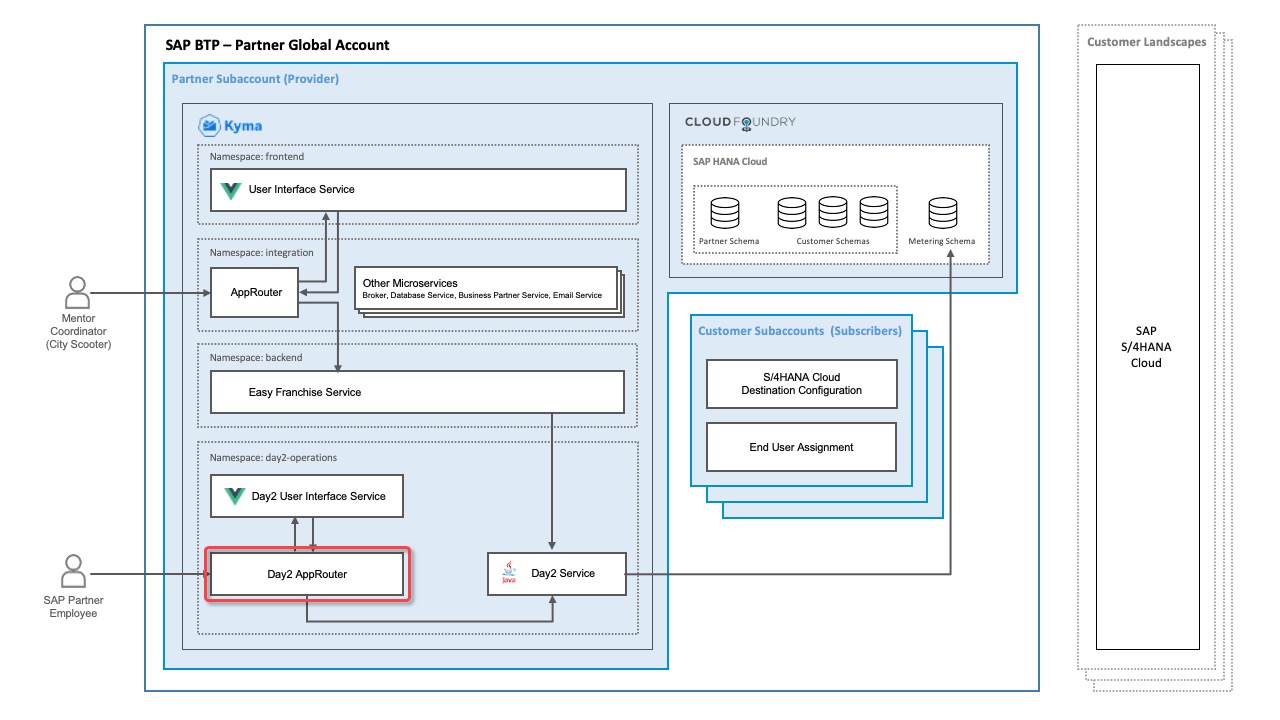 SAP BTP – Partner Global Account
Partner Subaccount (Provider)
Kyma
Namespace: frontend
User Interface Service
Namespace: integration
AppRouter
Other Microservices
Broker, Database Service, Business Partner Service, Email Service
Namespace: backend
Easy Franchise Service
Namespace: day2-operations
Day2 User Interface Service
Day2 AppRouter
Java
Day2 Service
Mentor
Coordinator
(City Scooter)
SAP Partner
Employee
CLOUD FOUNDRY
SAP HANA Cloud
Partner Schema
Customer Schemas
Metering Schema
Customer Subaccounts (Subscribers)
S/4HANA Cloud
Destination Configuration
End User Assignment
Customer Landscapes
SAP
S/4HANA
Cloud